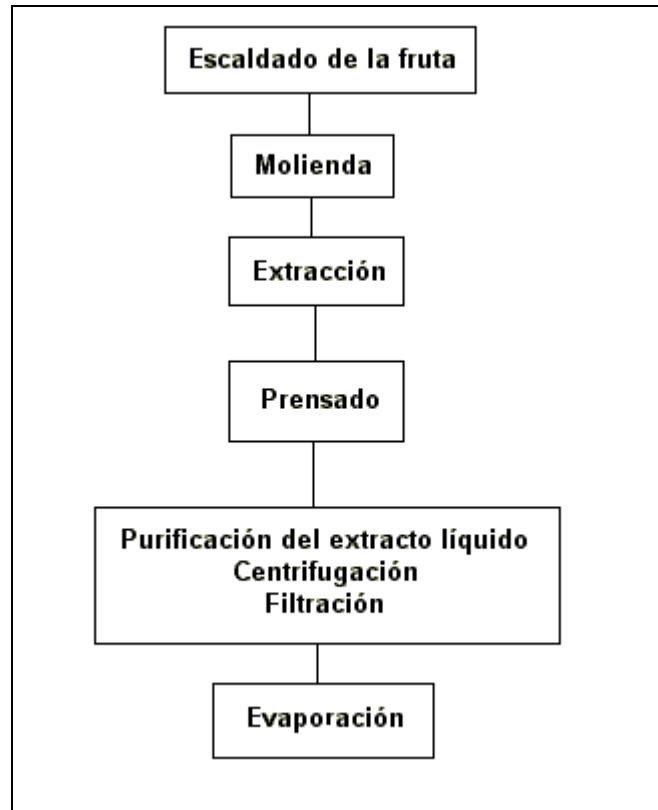 Escaldado de la fruta
Molienda
Extracción
Prensado
Purificación del extracto líquido
Centrifugación
Filtración
Evaporación